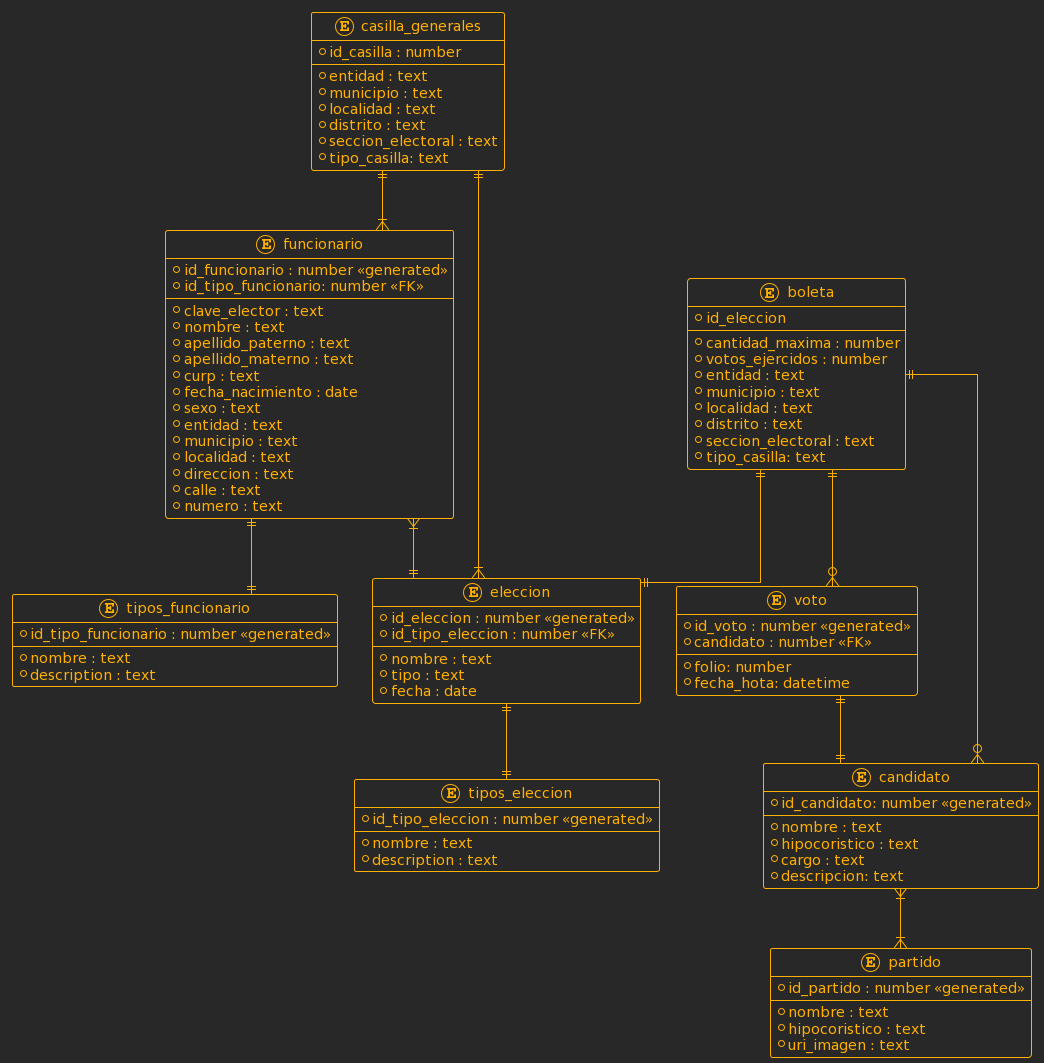 E casilla_generales
id_casilla : number
entidad : text
municipio : text
localidad : text
distrito : text
seccion_electoral : text
tipo_casilla: text
E funcionario
id_funcionario : number «generated»
id_tipo_funcionario: number «FK»
clave_elector : text
nombre : text
apellido_paterno : text
apellido_materno : text
curp : text
fecha_nacimiento : date
sexo : text
entidad : text
municipio : text
localidad : text
direccion : text
calle : text
numero : text
E boleta
id_eleccion
cantidad_maxima : number
votos_ejercidos : number
entidad : text
municipio : text
localidad : text
distrito : text
seccion_electoral : text
tipo_casilla: text
E tipos_funcionario
id_tipo_funcionario : number «generated»
nombre : text
description : text
E eleccion
id_eleccion : number «generated»
id_tipo_eleccion : number «FK»
nombre : text
tipo : text
fecha : date
E voto
id_voto : number «generated»
candidato : number «FK»
folio: number
fecha_hota: datetime
E tipos_eleccion
id_tipo_eleccion : number «generated»
nombre : text
description : text
E candidato
id_candidato: number «generated»
nombre : text
hipocoristico : text
cargo : text
descripcion: text
E partido
id_partido : number «generated»
nombre : text
hipocoristico : text
uri_imagen : text